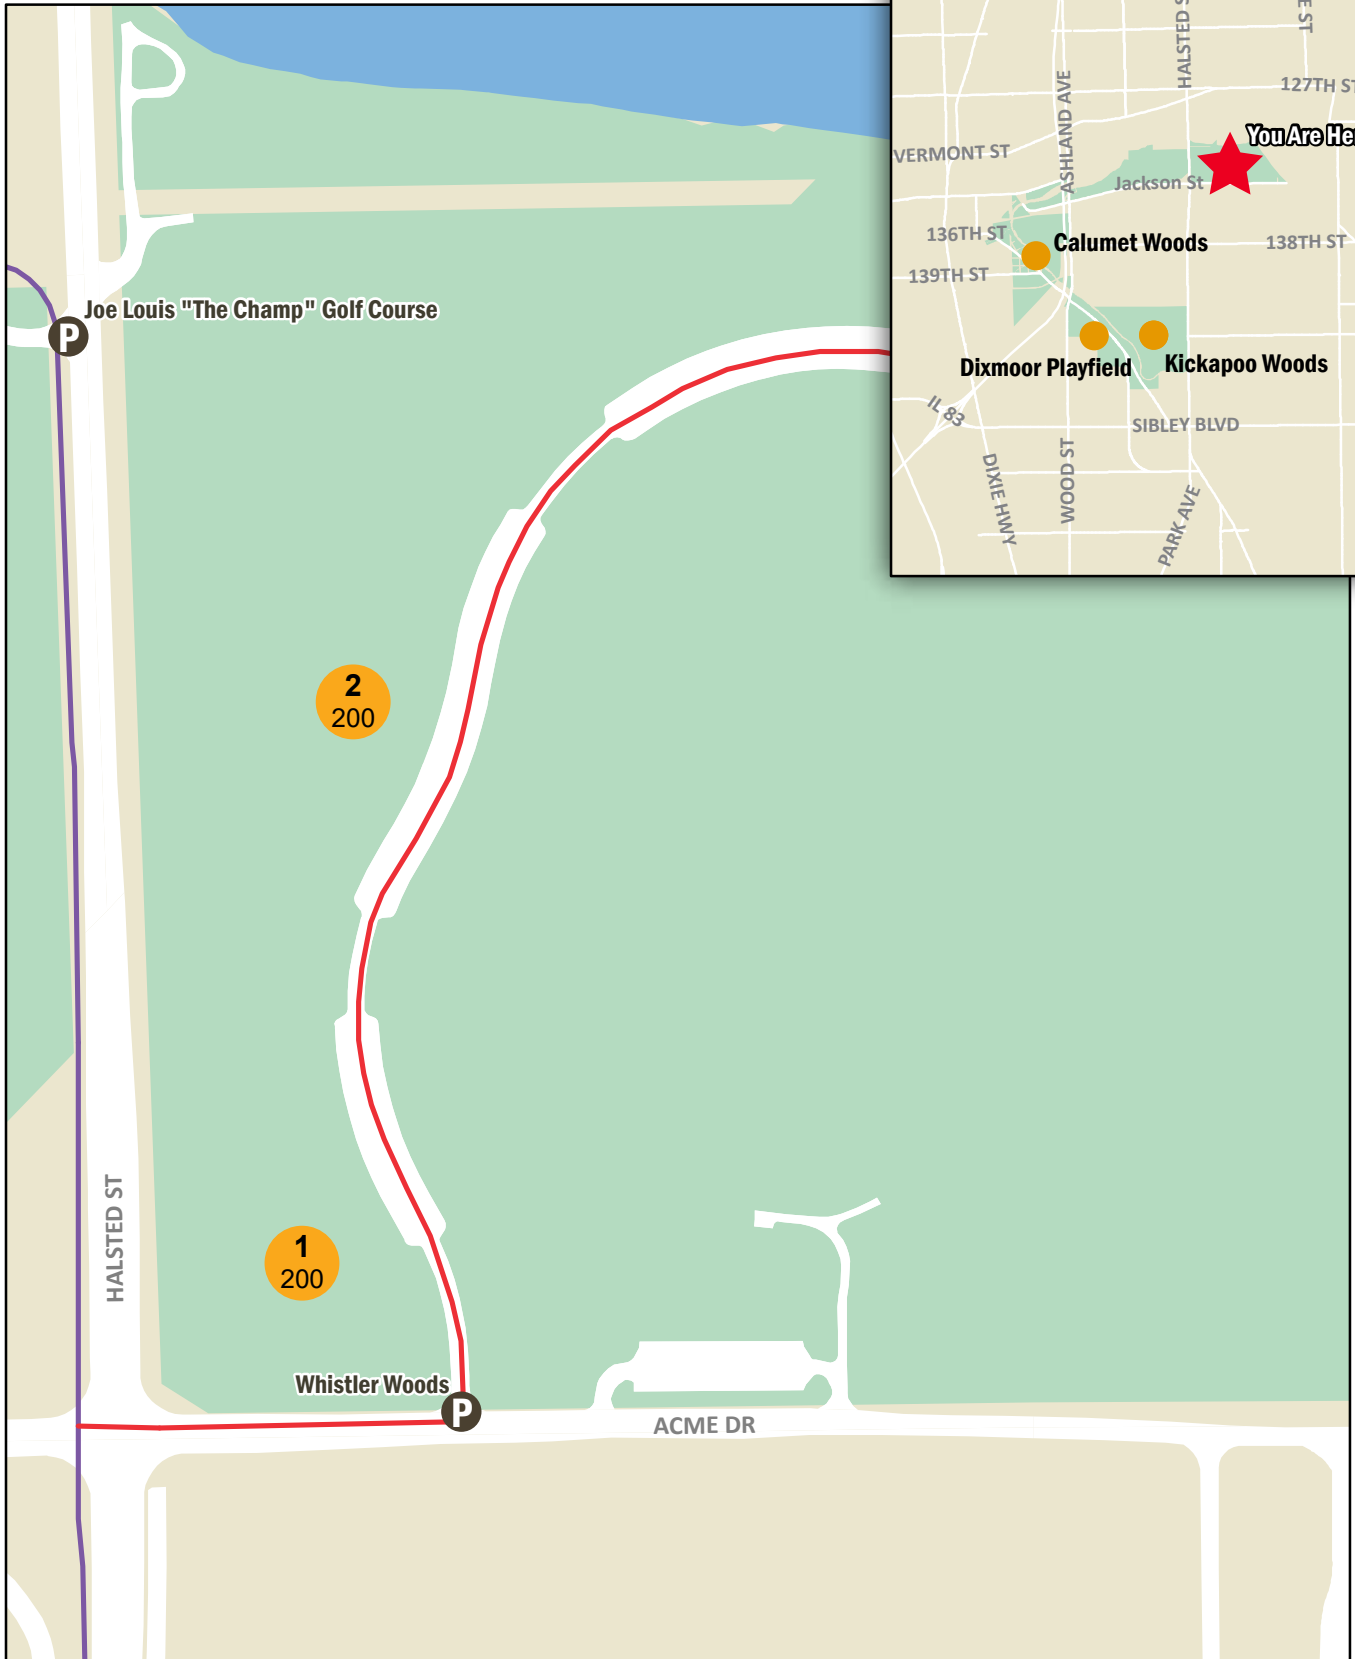 Joe Louis "The Champ" Golf Course
P
2
200
HALSTED ST
1
200
Whistler Woods
P
ACME DR
ASHLAND AVE
127TH ST
You Are
VERMONT ST
Jackson St
136TH ST
Calumet Woods
138TH ST
139TH ST
Dixmoor Playfield
Kickapoo Woods
IL 83
SIBLEY BLVD
DIXIE HWY
WOOD ST
PARK AVE
HALSTED